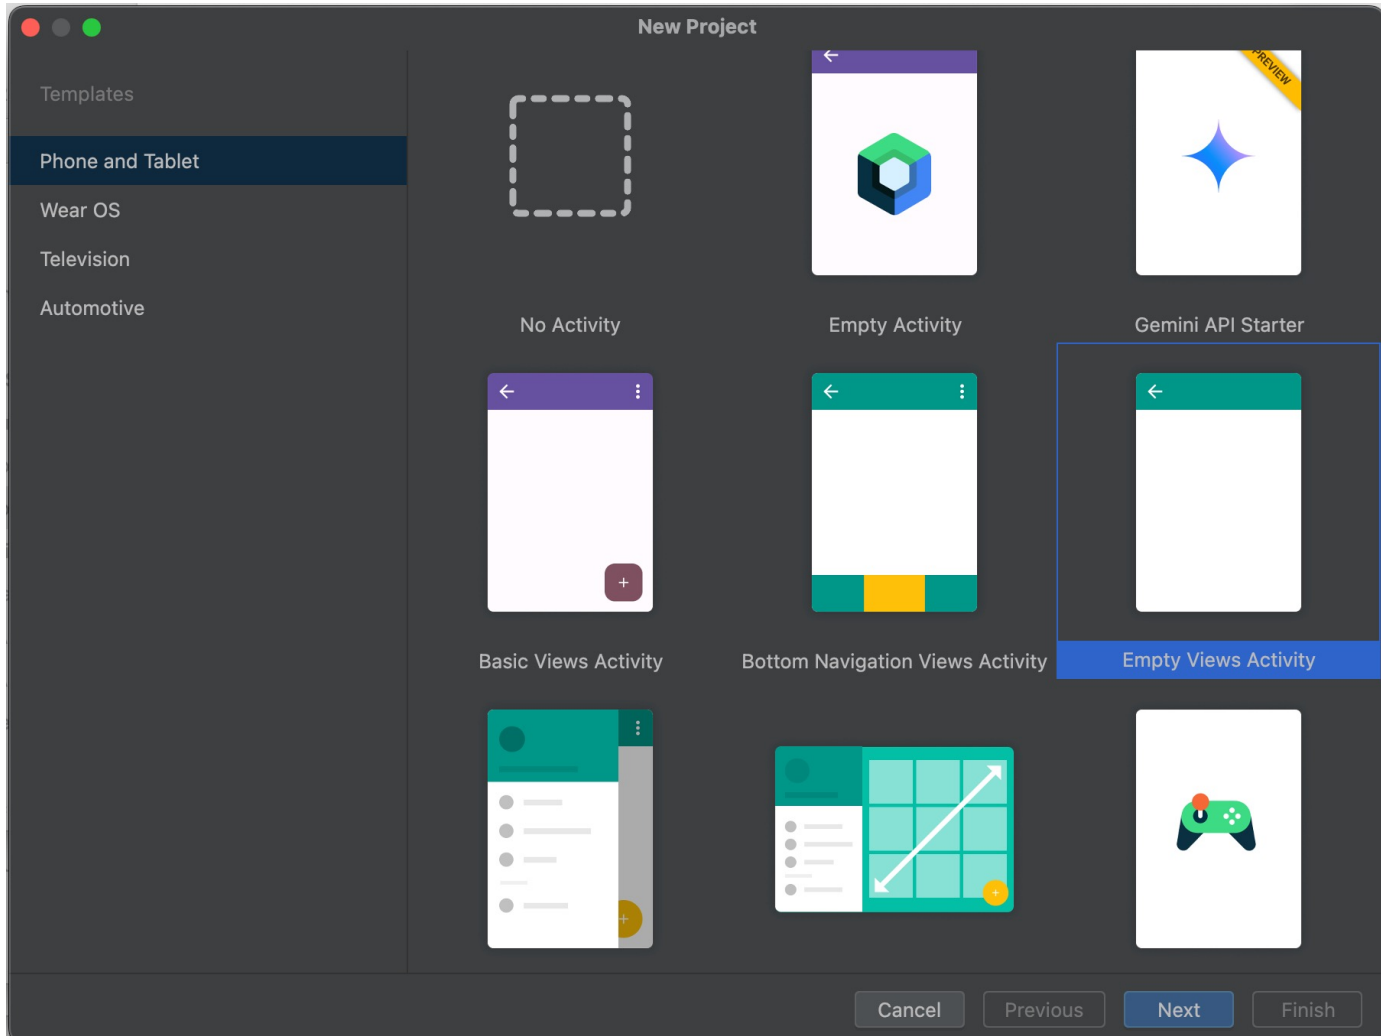 New Project
Templates
Phone and Tablet
Wear OS
Television
Automotive
PREVIEW
No Activity
Empty Activity
Gemini API Starter
Basic Views Activity
Bottom Navigation Views Activity
Empty Views Activity
Cancel
Previous
Next
Finish